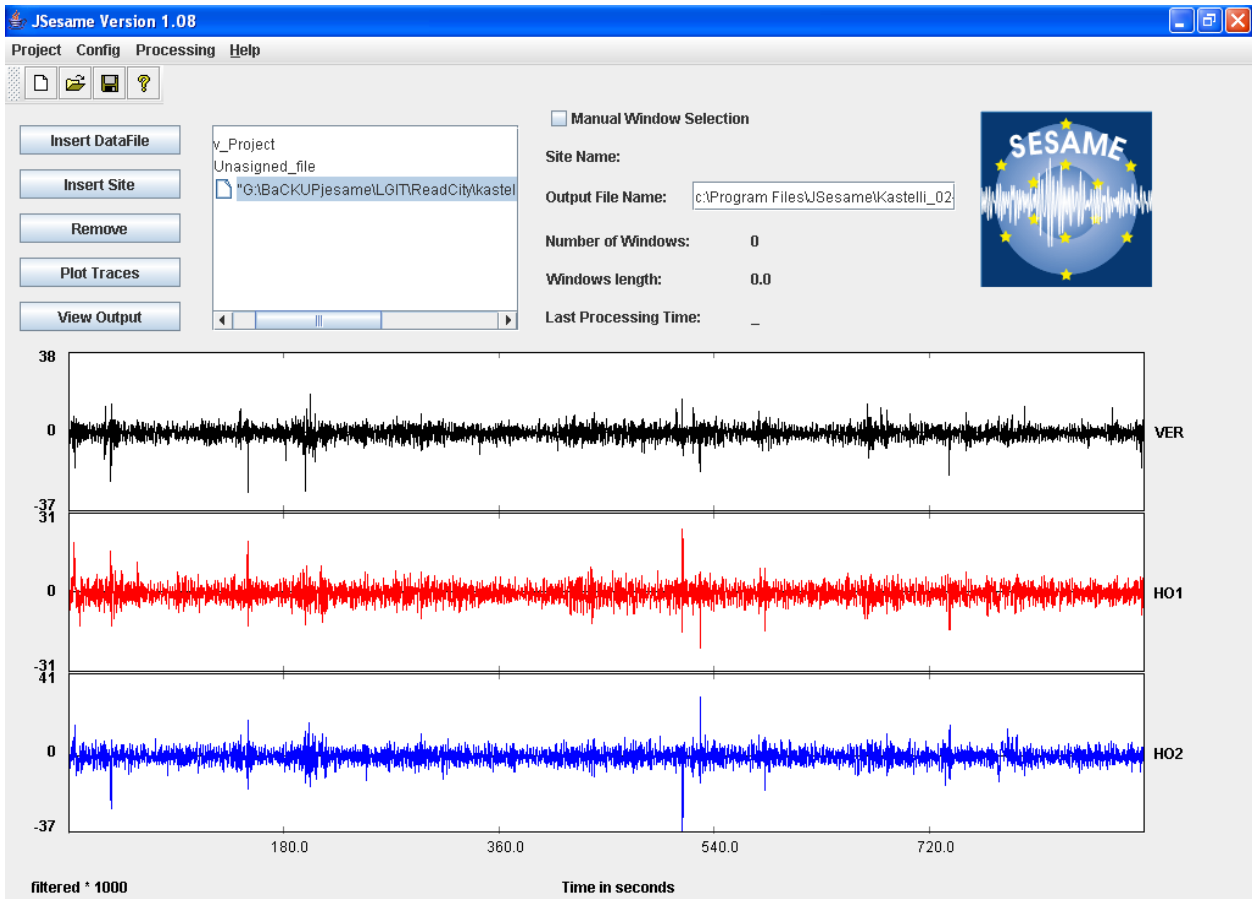 JSesame Version 1.08
Project Config Processing Help
Insert DataFile
Insert Site
Remove
Plot Traces
View Output
v_Project
Unasigned_file
"G:\BaCKUPjesame\LGIT\ReadCity\kastel
Manual Window Selection
Site Name:
Output File Name: c:\Program Files\JSesame\Kastelli_02-
Number of Windows: 0
Windows length: 0.0
Last Processing Time: _
SESAME
38
0
-37
VER
31
0
-31
HO1
41
0
-37
HO2
180.0 360.0 540.0 720.0
filtered * 1000 Time in seconds